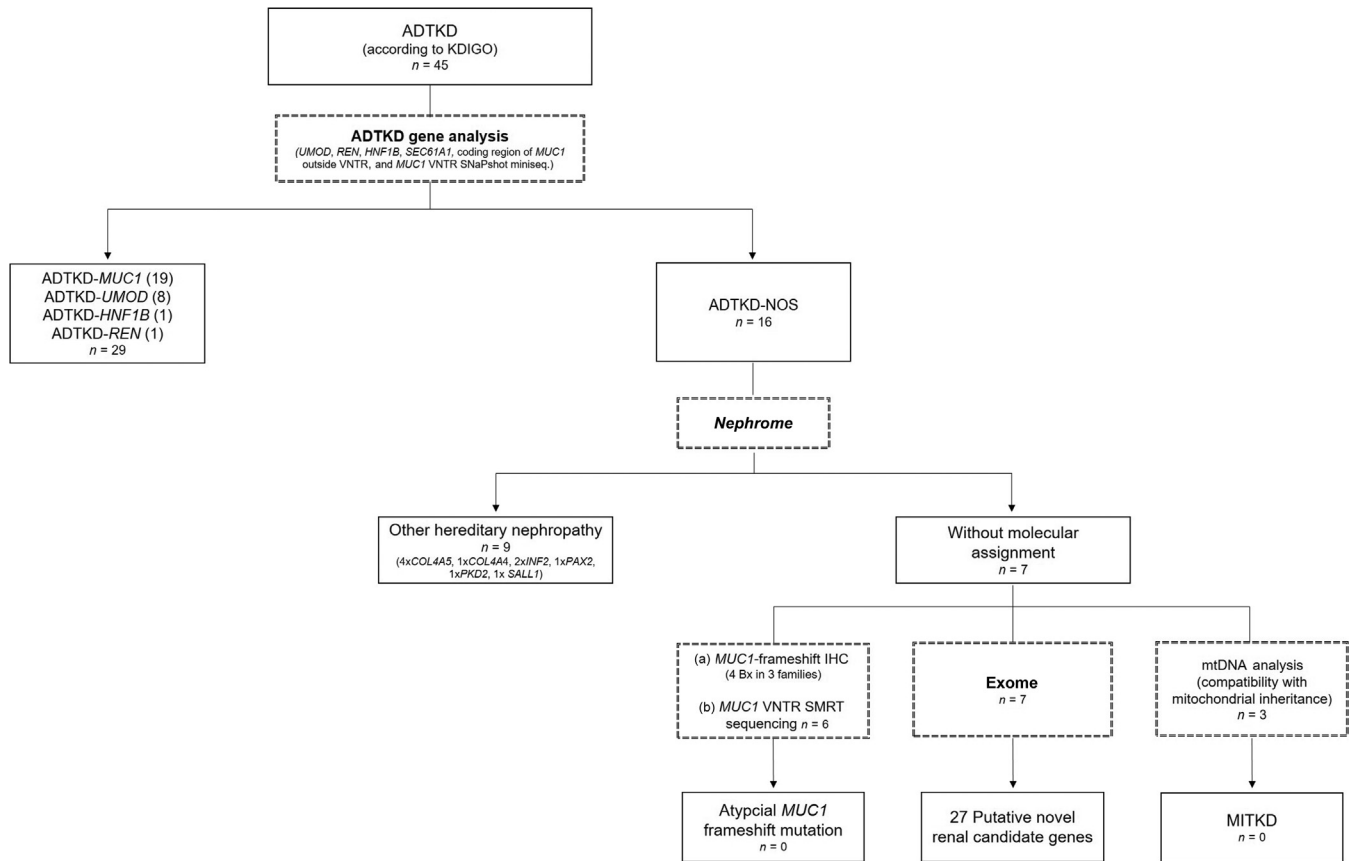 ADTKD
(according to KDIGO)
n = 45
ADTKD gene analysis
(UMOD, REN, HNF1B, SEC61A1, coding region of MUC1
outside VNTR, and MUC1 VNTR SNaPshot miniseq.)
ADTKD-MUC1 (19)
ADTKD-UMOD (8)
ADTKD-HNF1B (1)
ADTKD-REN (1)
n = 29
ADTKD-NOS
n = 16
Nephrome
Other hereditary nephropathy
n = 9
(4xCOL4A5, 1xCOL4A4, 2xINF2, 1xPAX2,
1xPKD2, 1x SALL1)
Without molecular
assignment
n = 7
(a) MUC1-frameshift IHC
(4 Bx in 3 families)
(b) MUC1 VNTR SMRT
sequencing n = 6
Exome
n = 7
mtDNA analysis
(compatibility with
mitochondrial inheritance)
n = 3
Atypcial MUC1
frameshift mutation
n = 0
27 Putative novel
renal candidate genes
MITKD
n = 0